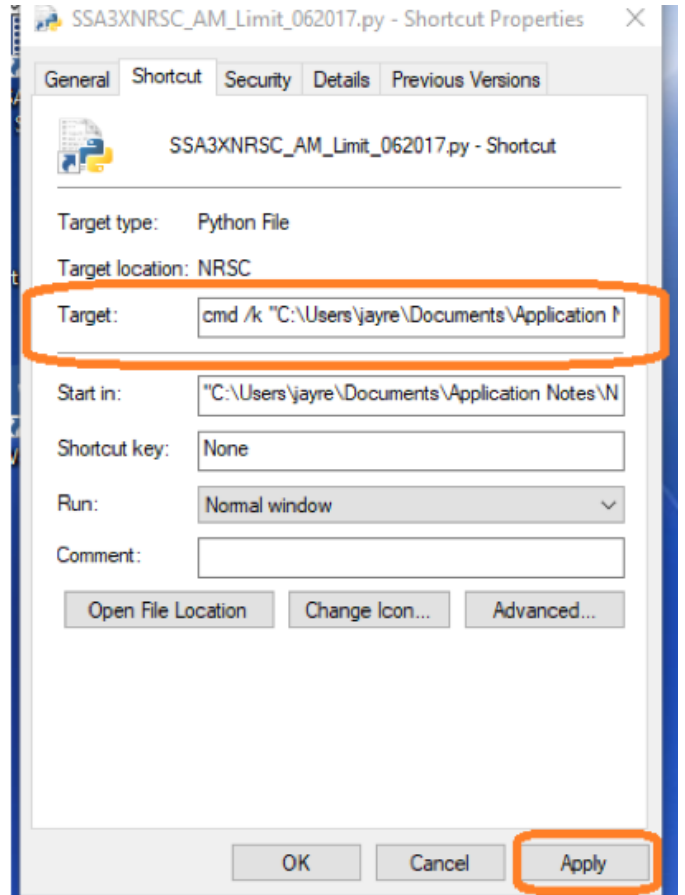 SSA3XNRSC_AM_Limit_062017.py - Shortcut Properties
General Shortcut Security Details Previous Versions
SSA3XNRSC_AM_Limit_062017.py - Shortcut
Target type: Python File
Target location: NRSC
Target: cmd /k "C:\Users\jayre\Documents\Application
Start in: "C:\Users\jayre\Documents\Application Notes\N
Shortcut key: None
Run: Normal window
Comment:
Open File Location Change Icon... Advanced...
OK Cancel Apply